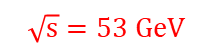 √s = 53 GeV